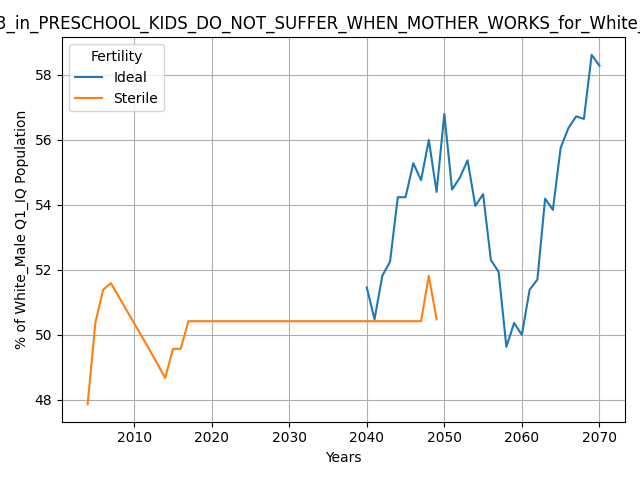 3_in_PRESCHOOL_KIDS_DO_NOT_SUFFER_WHEN_MOTHER_WORKS_for_White_
Fertility
Ideal
Sterile
% of White_Male Q1_IQ Population
58
56
54
52
50
48
2010 2020 2030 2040 2050 2060 2070
Years